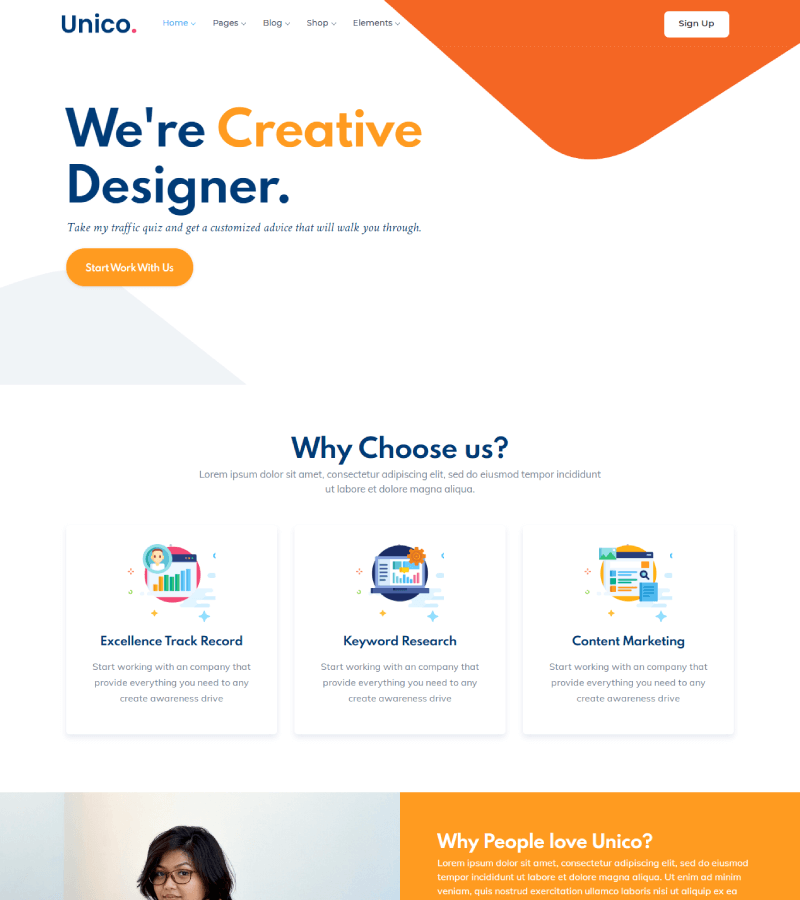 Unico.
Home Pages Blog Shop Elements
Sign Up
We're Creative
Designer.
Take my traffic quiz and get a customized advice that will walk you through.
Start Work With Us
Why Choose us?
Lorem ipsum dolor sit amet, consectetur adipiscing elit, sed do eiusmod tempor incididunt
ut labore et dolore magna aliqua.
Excellence Track Record
Start working with an company that
provide everything you need to any
create awareness drive
Keyword Research
Start working with an company that
provide everything you need to any
create awareness drive
Content Marketing
Start working with an company that
provide everything you need to any
create awareness drive
Why People love Unico?
Lorem ipsum dolor sit amet, consectetur adipiscing elit, sed do eiusmod
tempor incididunt ut labore et dolore magna aliqua. Ut enim ad minim
veniam, quis nostrud exercitation ullamco laboris nisi ut aliquip ex ea